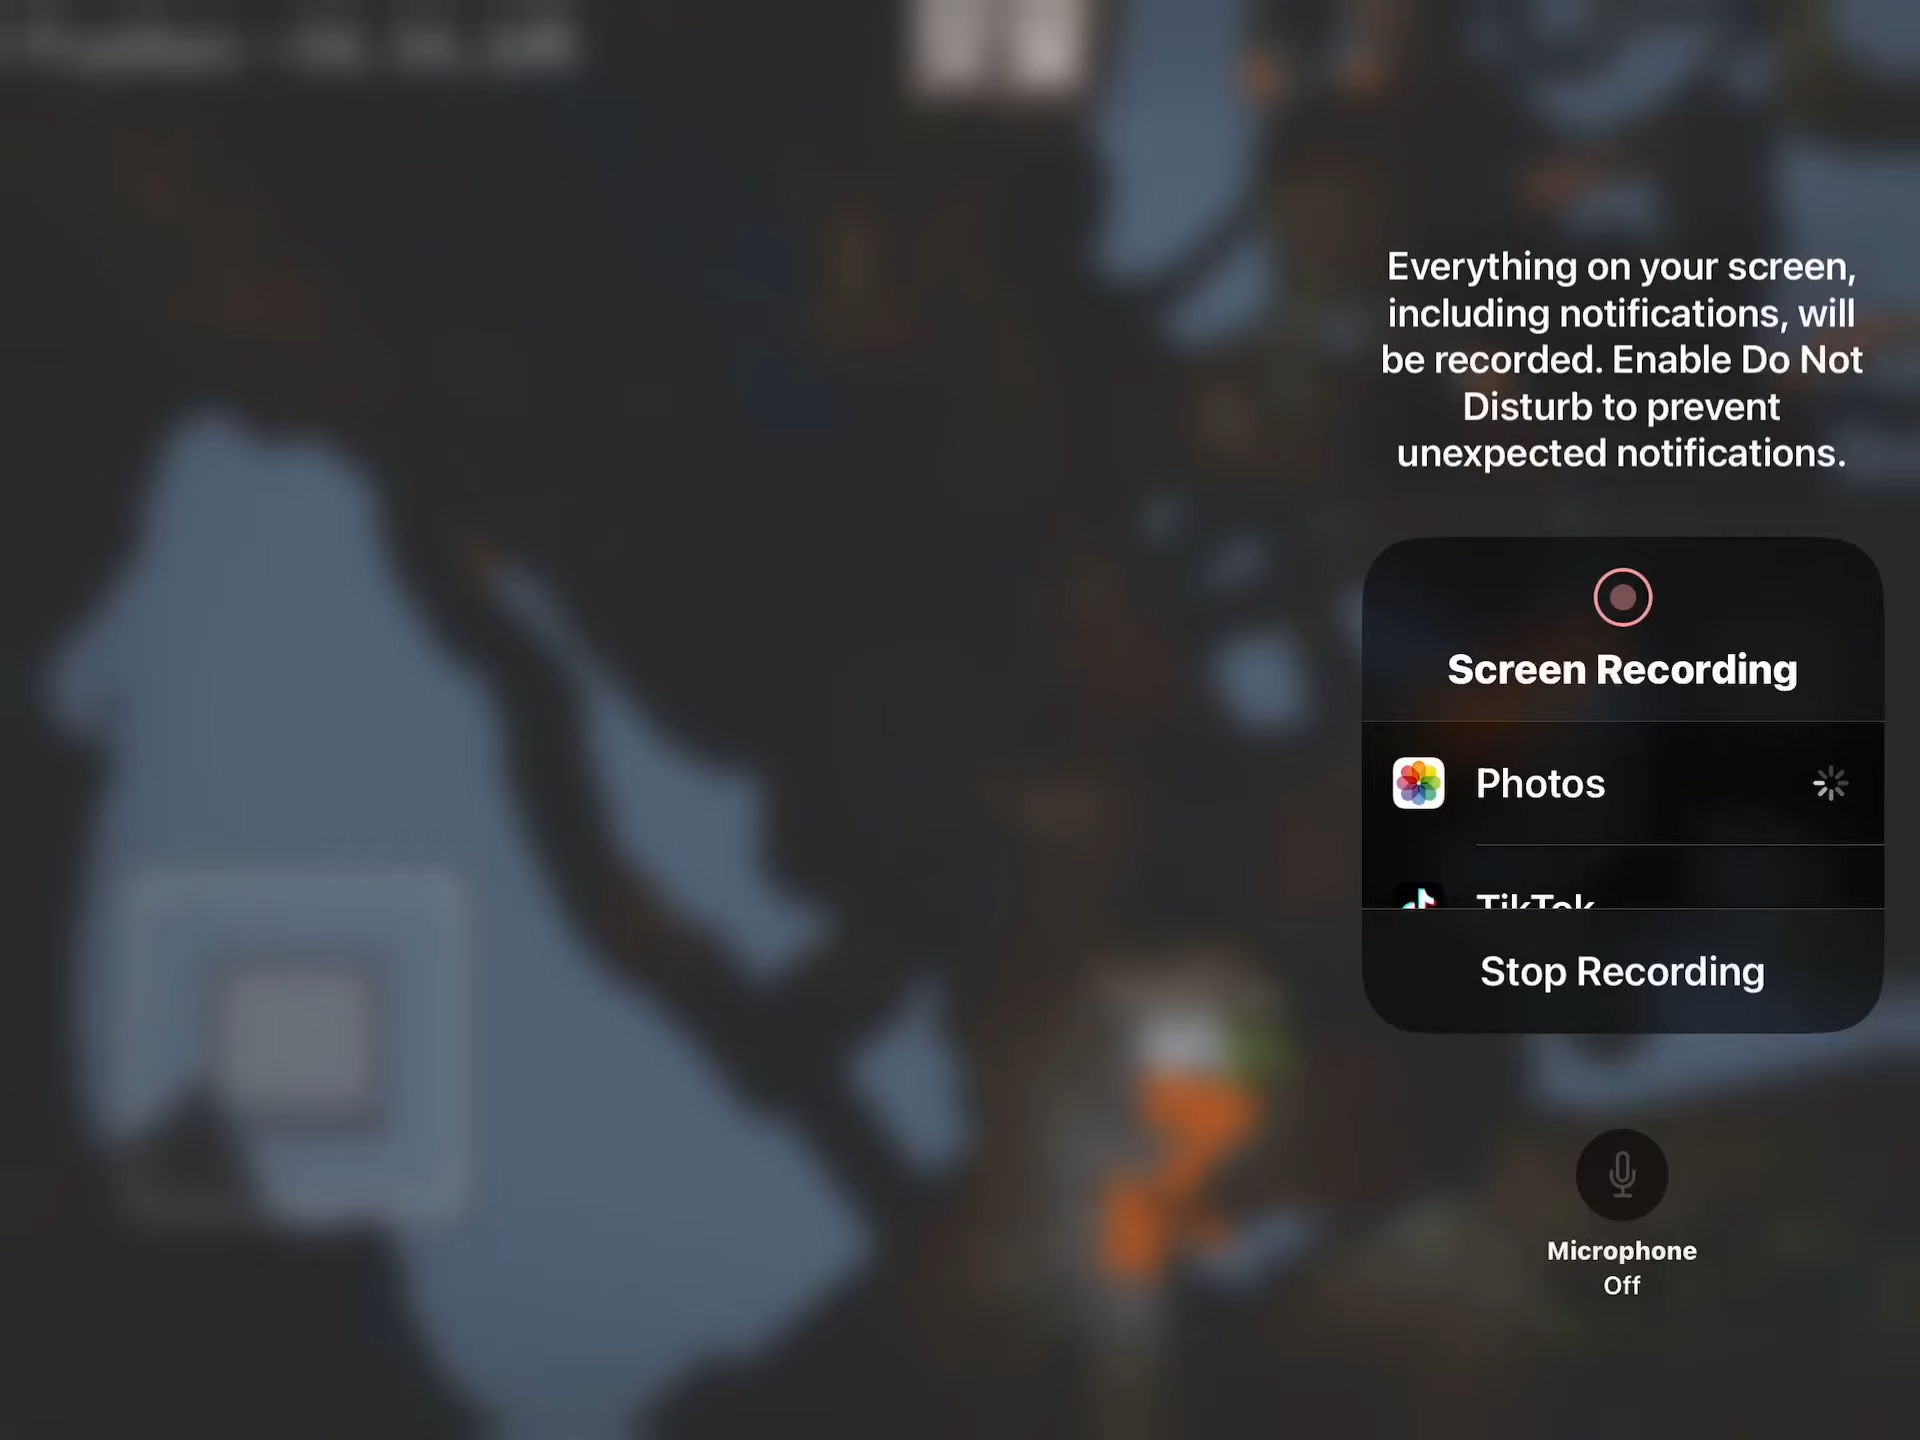 Everything on your screen,
including notifications, will
be recorded. Enable Do Not
Disturb to prevent
unexpected notifications.
Screen Recording
Photos
TikTok
Stop Recording
Microphone
Off